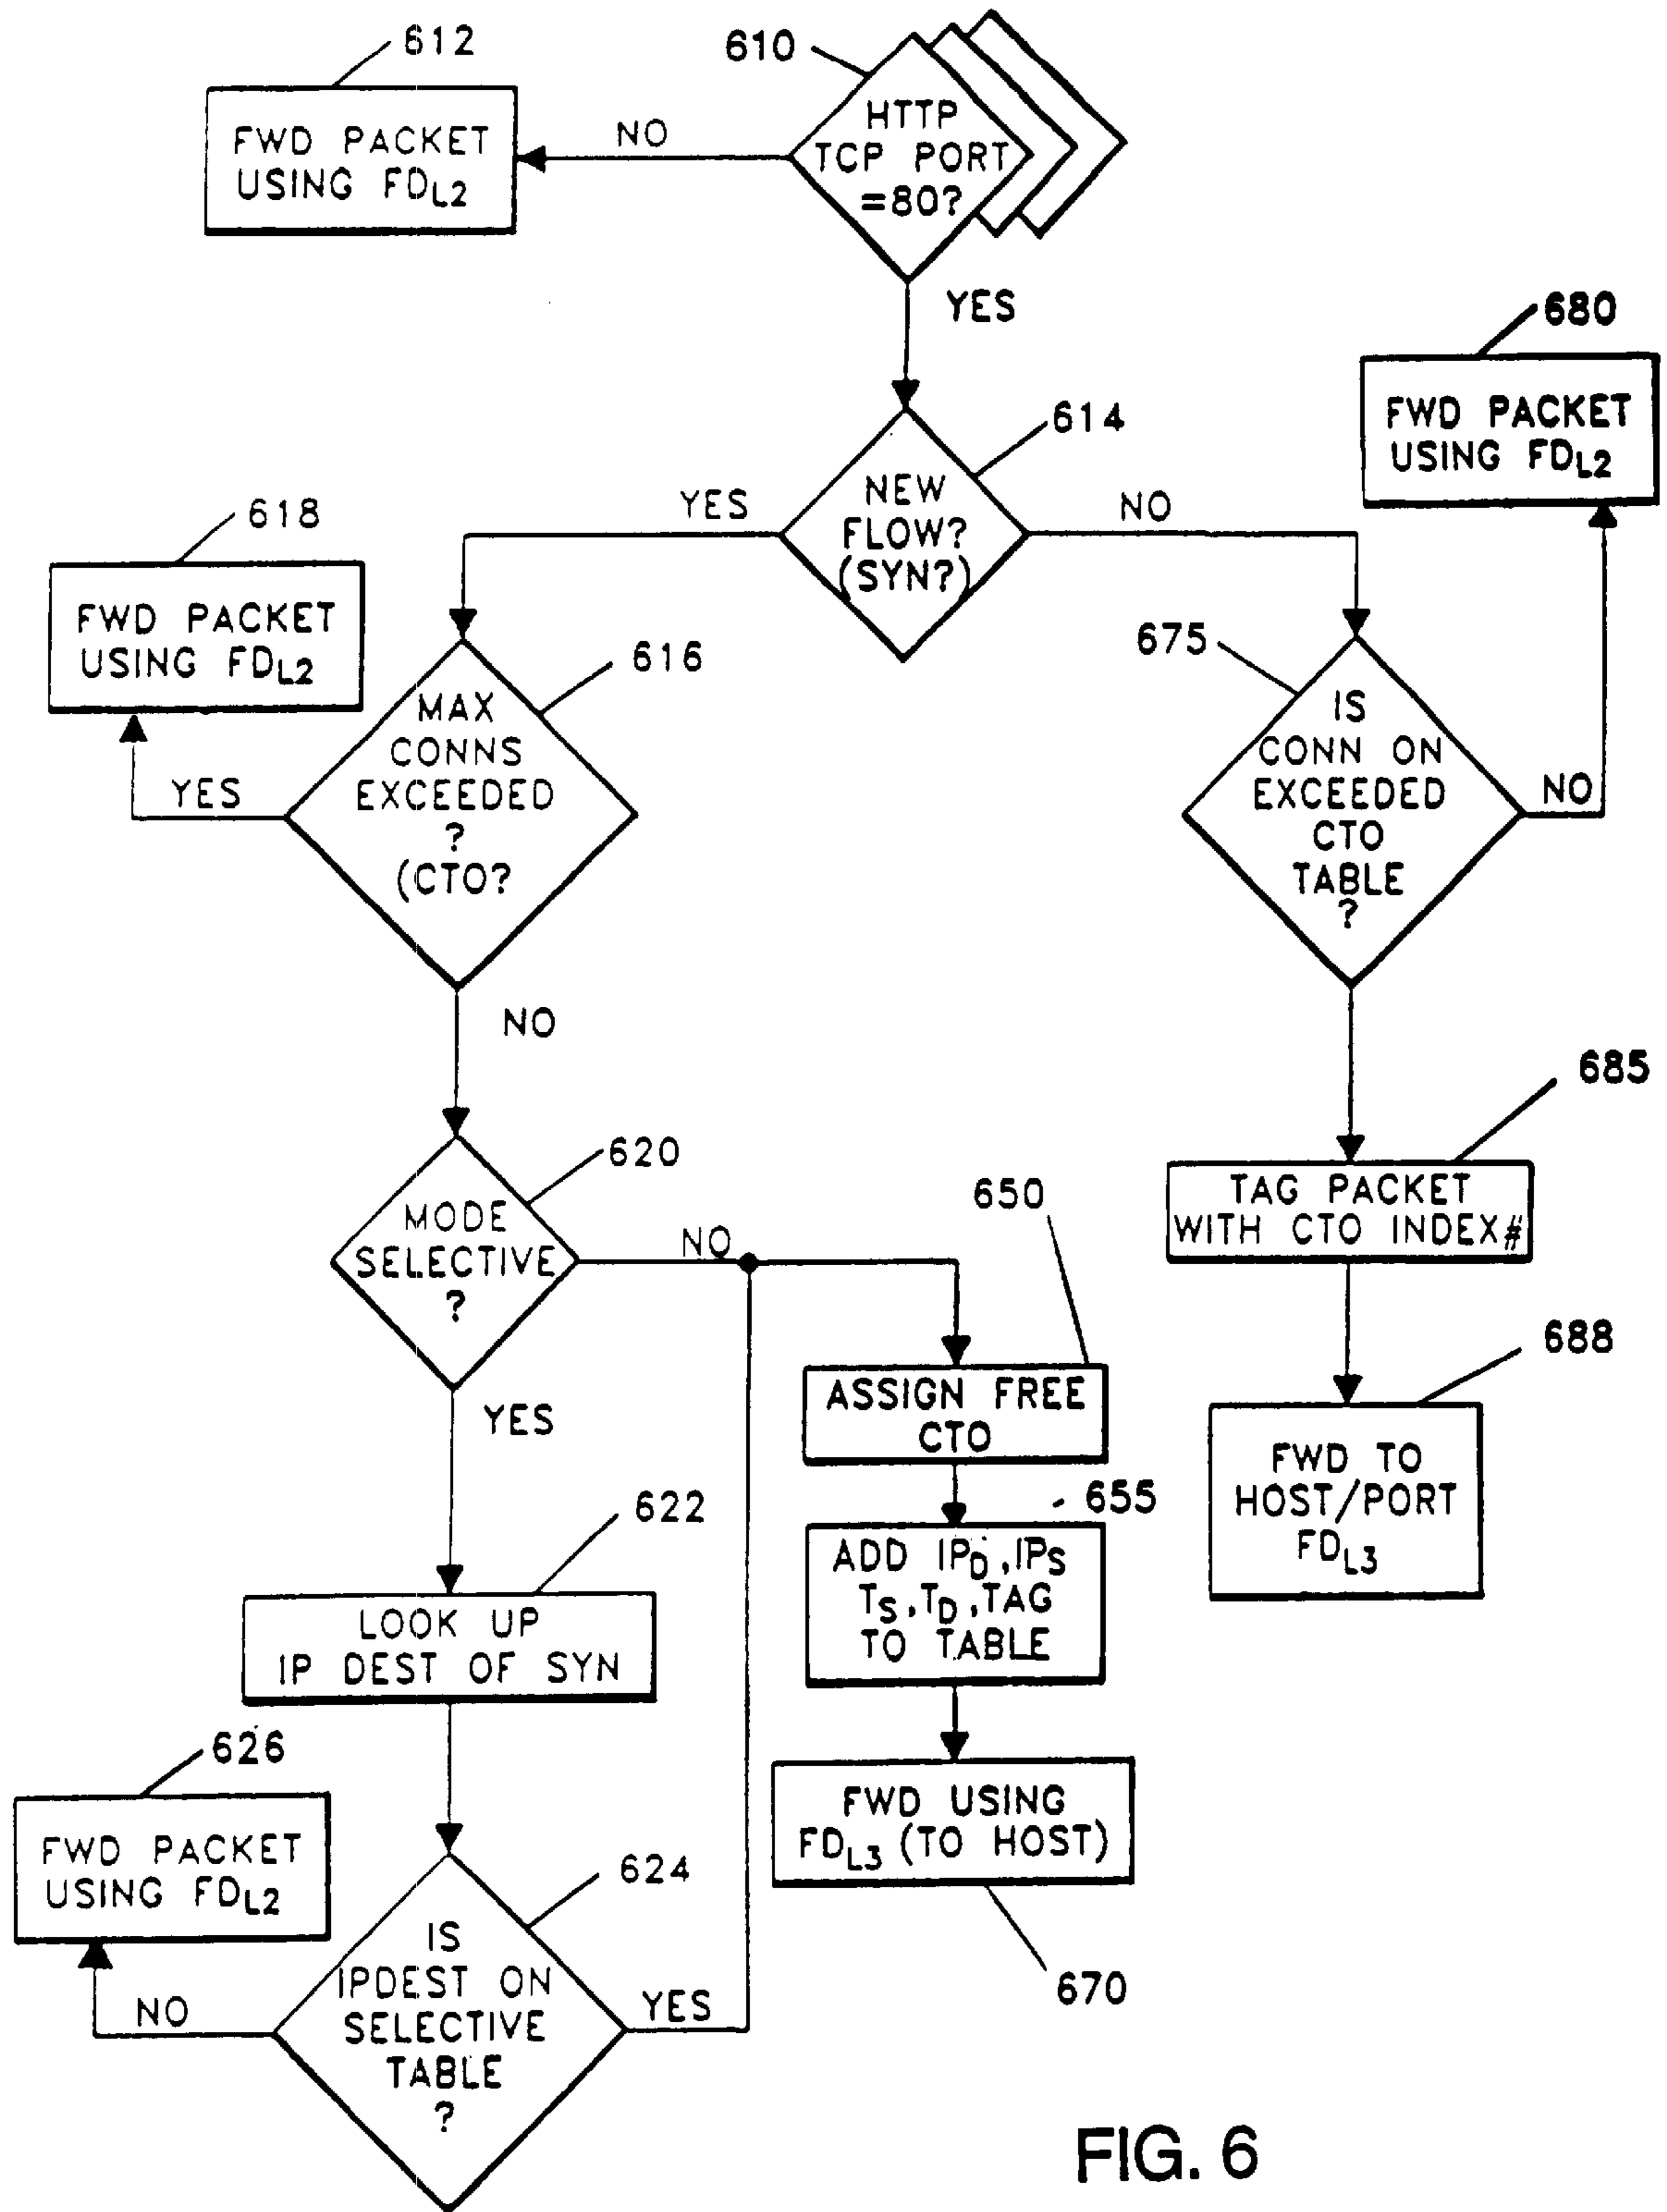 612
FWD PACKET
USING FDL2
NO
610
HTTP
TCP PORT
=80?
YES
680
FWD PACKET
USING FDL2
614
NEW
FLOW?
(SYN?)
YES
NO
618
FWD PACKET
USING FDL2
616
MAX
CONNS
EXCEEDED
?
(CTO?
YES
NO
675
IS
CONN ON
EXCEEDED
CTO
TABLE
?
NO
685
TAG PACKET
WITH CTO INDEX#
688
FWD TO
HOST/PORT
FDL3
620
MODE
SELECTIVE
?
NO
YES
650
ASSIGN FREE
CTO
655
ADD IPD,IPS
TS,TD,TAG
TO TABLE
FWD USING
FDL3 (TO HOST)
670
622
LOOK UP
IP DEST OF SYN
626
FWD PACKET
USING FDL2
624
IS
IPDEST ON
SELECTIVE
TABLE
?
NO
YES
FIG. 6